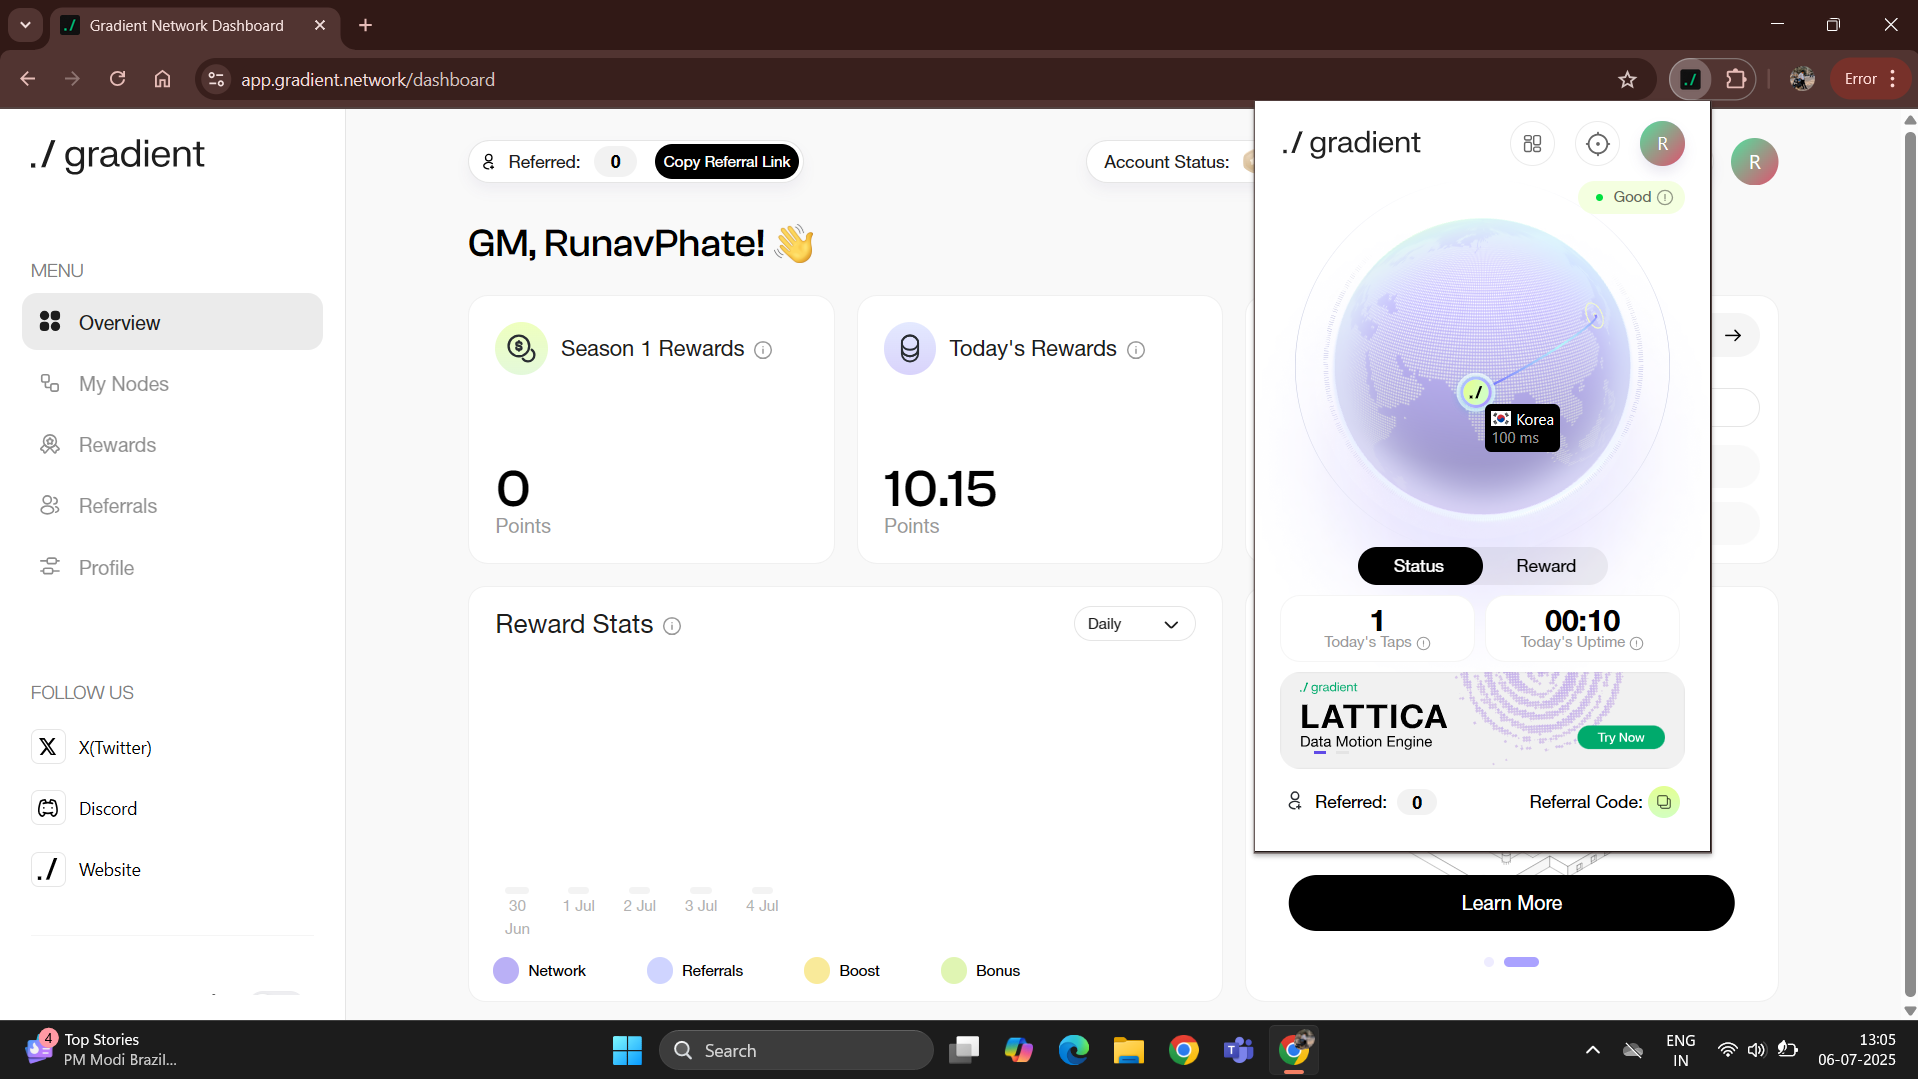 Gradient Network Dashboard
app.gradient.network/dashboard
Error
./ gradient
MENU
Overview
My Nodes
Rewards
Referrals
Profile
FOLLOW US
X(Twitter)
Discord
Website
Referred: 0 Copy Referral Link
Account Status:
R
GM, RunavPhate! 👋
Season 1 Rewards
0
Points
Today's Rewards
10.15
Points
Reward Stats
Daily
30 Jun
1 Jul
2 Jul
3 Jul
4 Jul
Network
Referrals
Boost
Bonus
./ gradient
R
Good
./
Korea
100 ms
Status
Reward
1
Today's Taps
00:10
Today's Uptime
./ gradient
LATTICA
Data Motion Engine
Try Now
Referred: 0
Referral Code:
Learn More
4
Top Stories
PM Modi Brazil...
Search
ENG
IN
13:05
06-07-2025